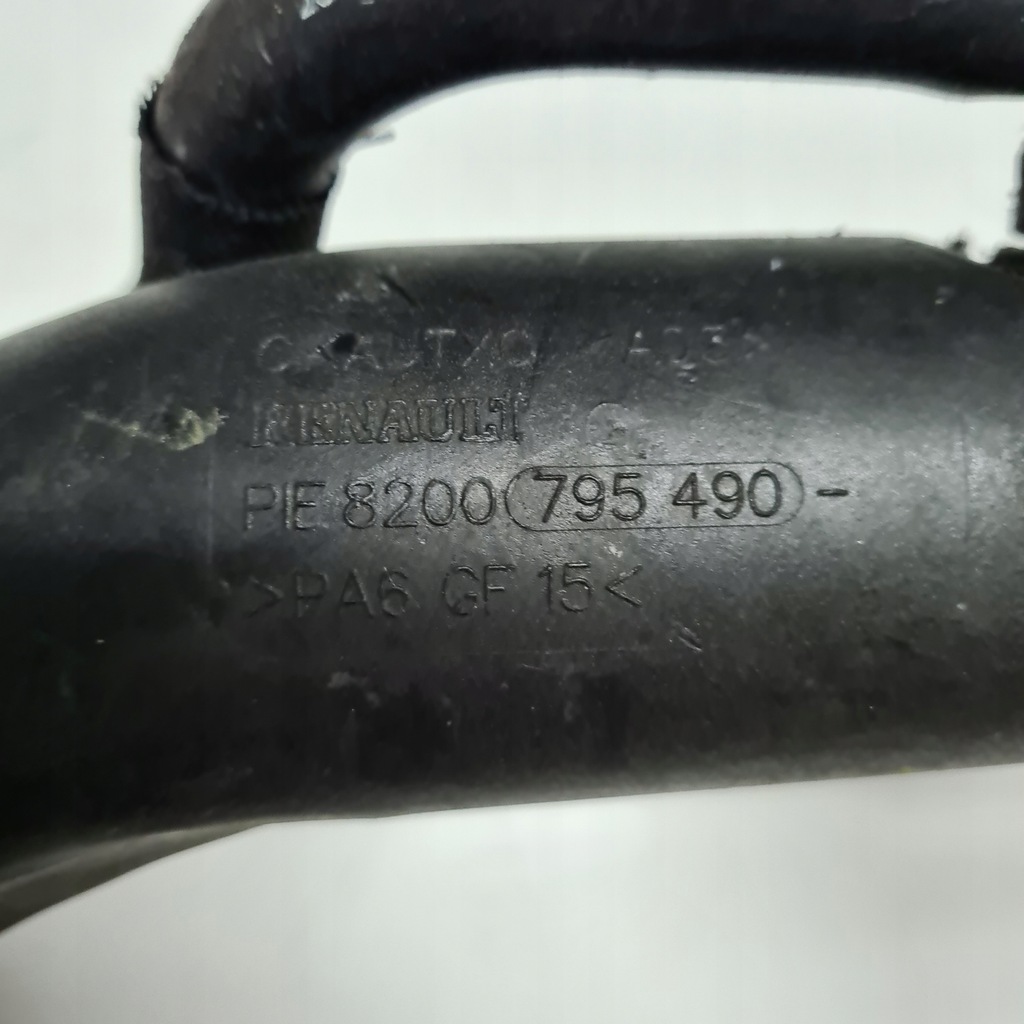 RENAULT
PIE 8200 795 490 -
>PA6 GF 15<